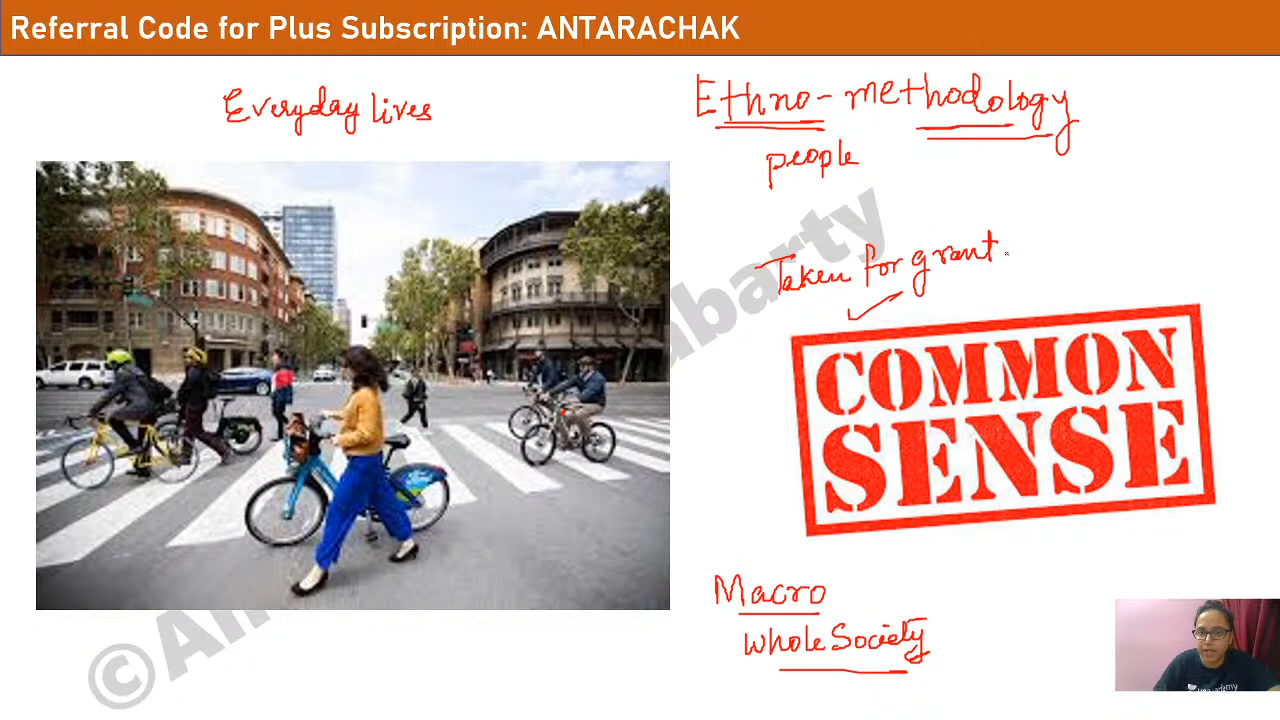 Referral Code for Plus Subscription: ANTARACHAK
Everyday lives
Ethno-methodology
people
Taken for grant
COMMON
SENSE
Macro
whole Society